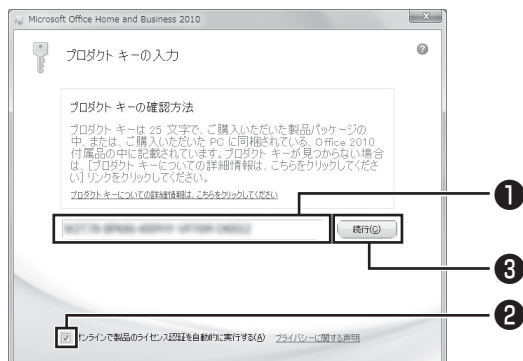 Microsoft Office Home and Business 2010
プロダクト キーの入力
プロダクト キーの確認方法
プロダクト キーは 25 文字で、ご購入いただいた製品パッケージの
中、または、ご購入いただいた PC に同梱されている、Office 2010
付属品の中に記載されています。プロダクト キーが見つからない場合
は、[プロダクト キーについての詳細情報は、こちらをクリックしてくださ
い] リンクをクリックしてください。
プロダクト キーについての詳細情報は、こちらをクリックしてください
❶
続行(C)
❸
❷
オンラインで製品のライセンス認証を自動的に実行する(A) プライバシーに関する声明